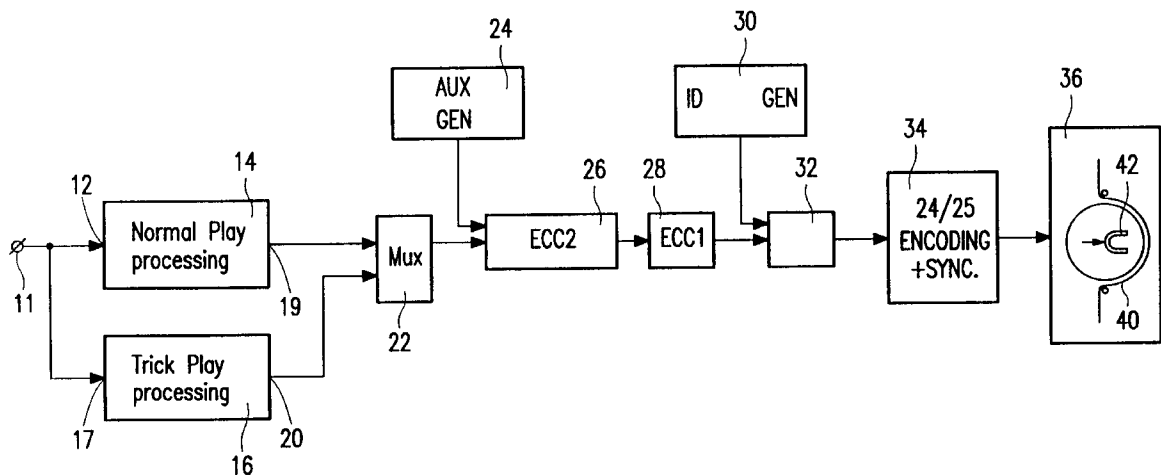 24
AUX
GEN
30
ID GEN
36
12
14
Normal Play
processing
11
19
Mux
22
26
ECC2
28
ECC1
32
34
24/25
ENCODING
+SYNC.
42
40
Trick Play
processing
17
16
20